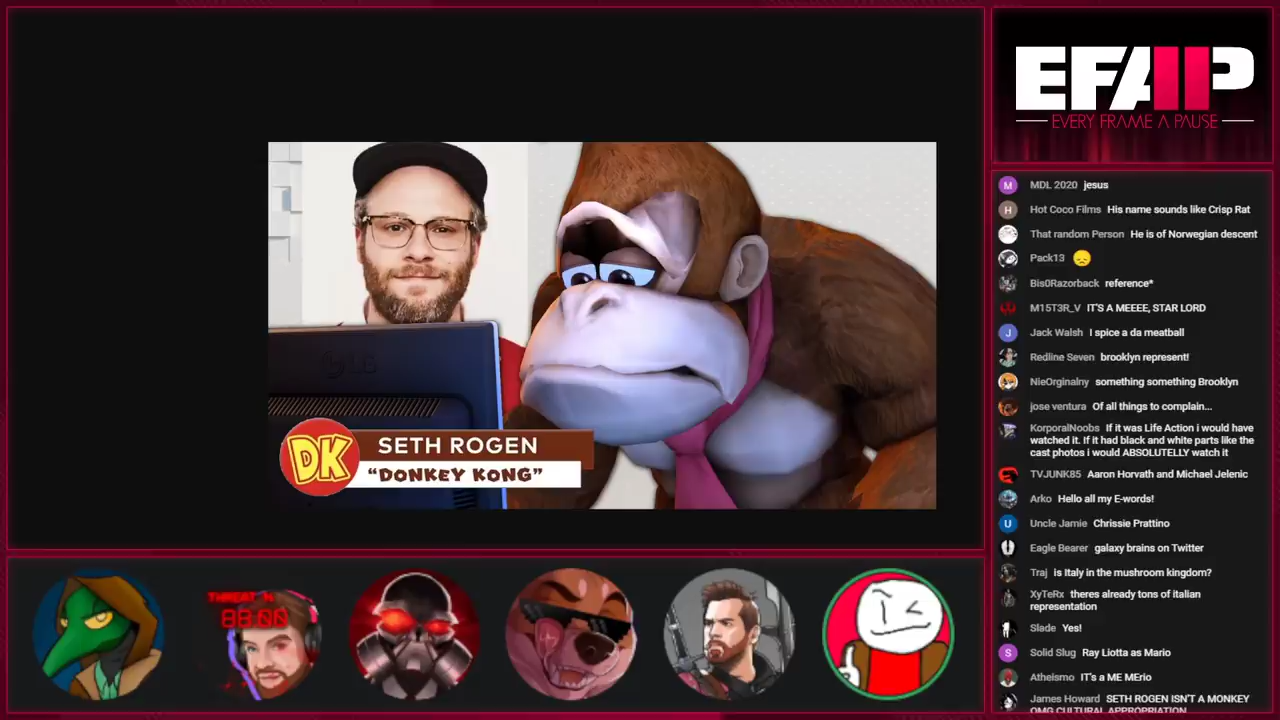 EFAP
EVERY FRAME A PAUSE
LG
DK
SETH ROGEN
“DONKEY KONG”
88:00
M
MDL 2020 jesus
H
Hot Coco Films His name sounds like Crisp Rat
That random Person He is of Norwegian descent
Pack13 😞
Bis0Razorback reference*
M15T3R_V IT'S A MEEEE, STAR LORD
J
Jack Walsh I spice a da meatball
Redline Seven brooklyn represent!
NieOrginalny something something Brooklyn
jose ventura Of all things to complain...
KorporalNoobs If it was Life Action i would have
watched it. If it had black and white parts like the
cast photos i would ABSOLUTELLY watch it
TVJUNK85 Aaron Horvath and Michael Jelenic
Arko Hello all my E-words!
U
Uncle Jamie Chrissie Prattino
Eagle Bearer galaxy brains on Twitter
Traj is Italy in the mushroom kingdom?
XyTeRx theres already tons of italian
representation
Slade Yes!
S
Solid Slug Ray Liotta as Mario
Atheismo IT's a ME MErio
James Howard SETH ROGEN ISN'T A MONKEY
OMG CULTURAL APPROPRIATION